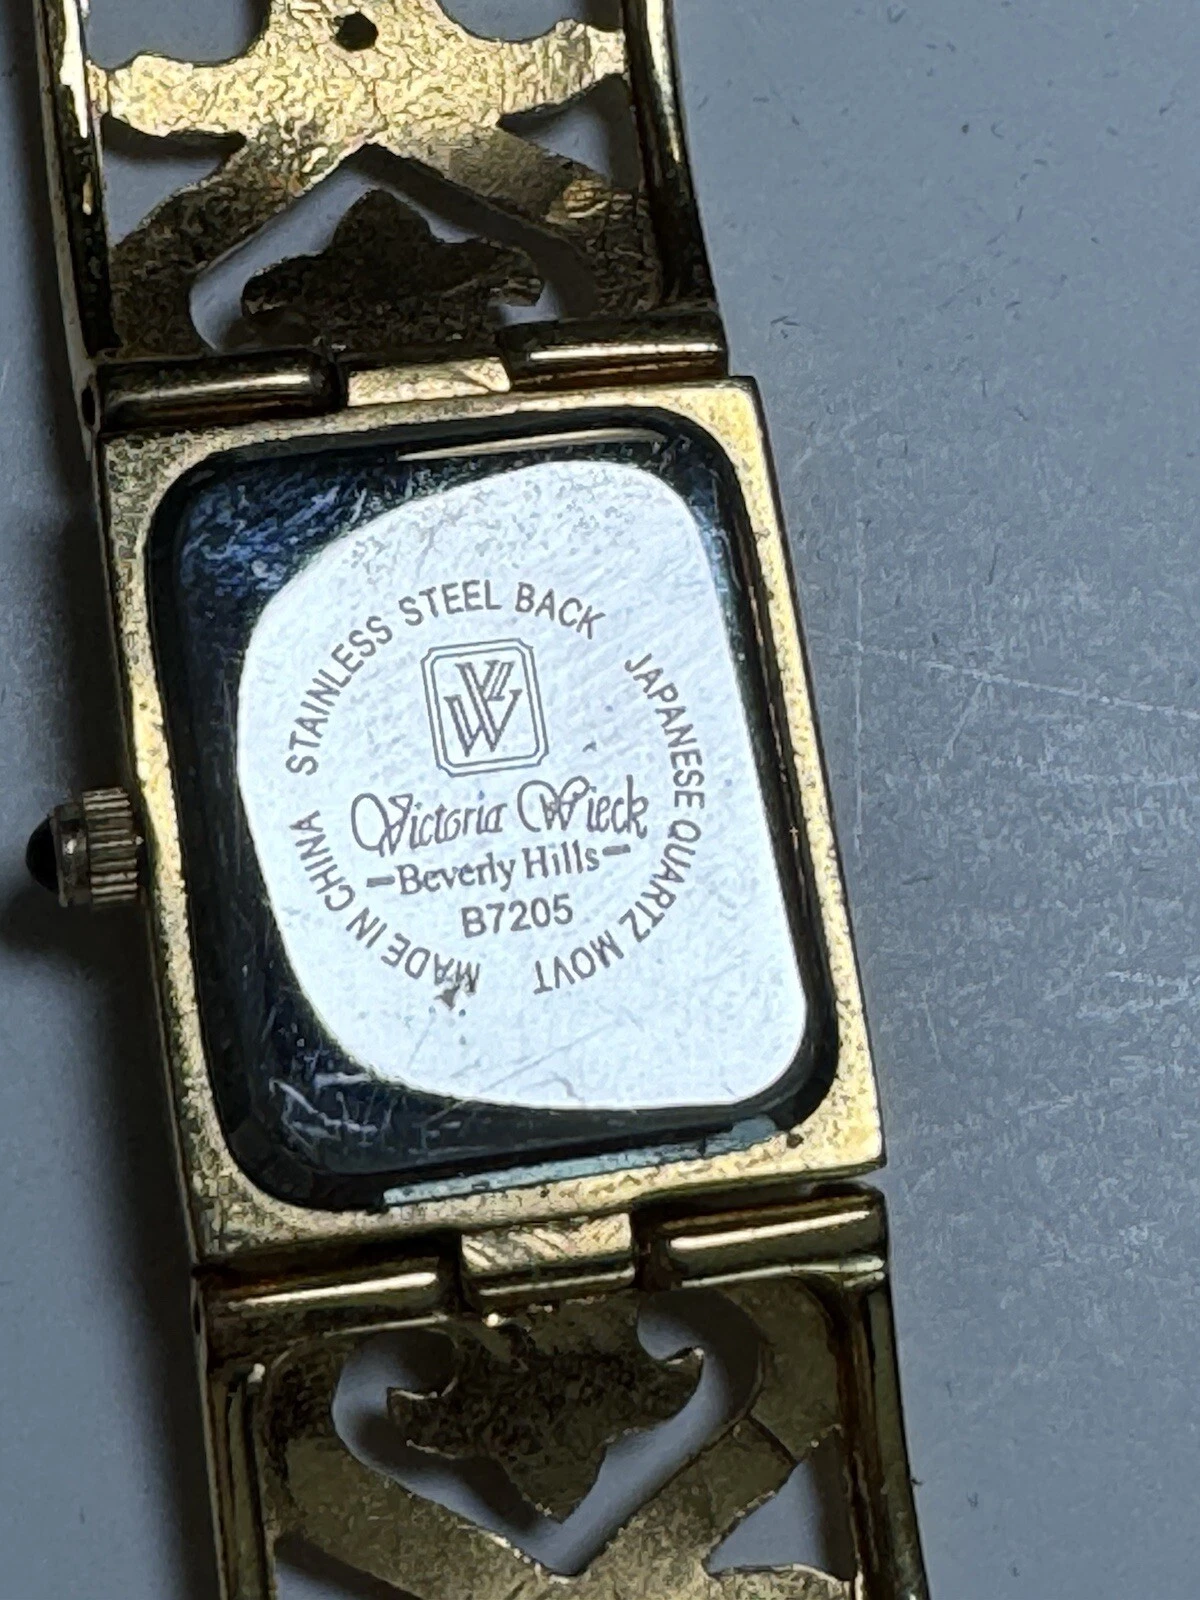 STAINLESS STEEL BACK
JAPANESE QUARTZ MOVT
VW
Victoria Wieck
-Beverly Hills-
B7205
MADE IN CHINA